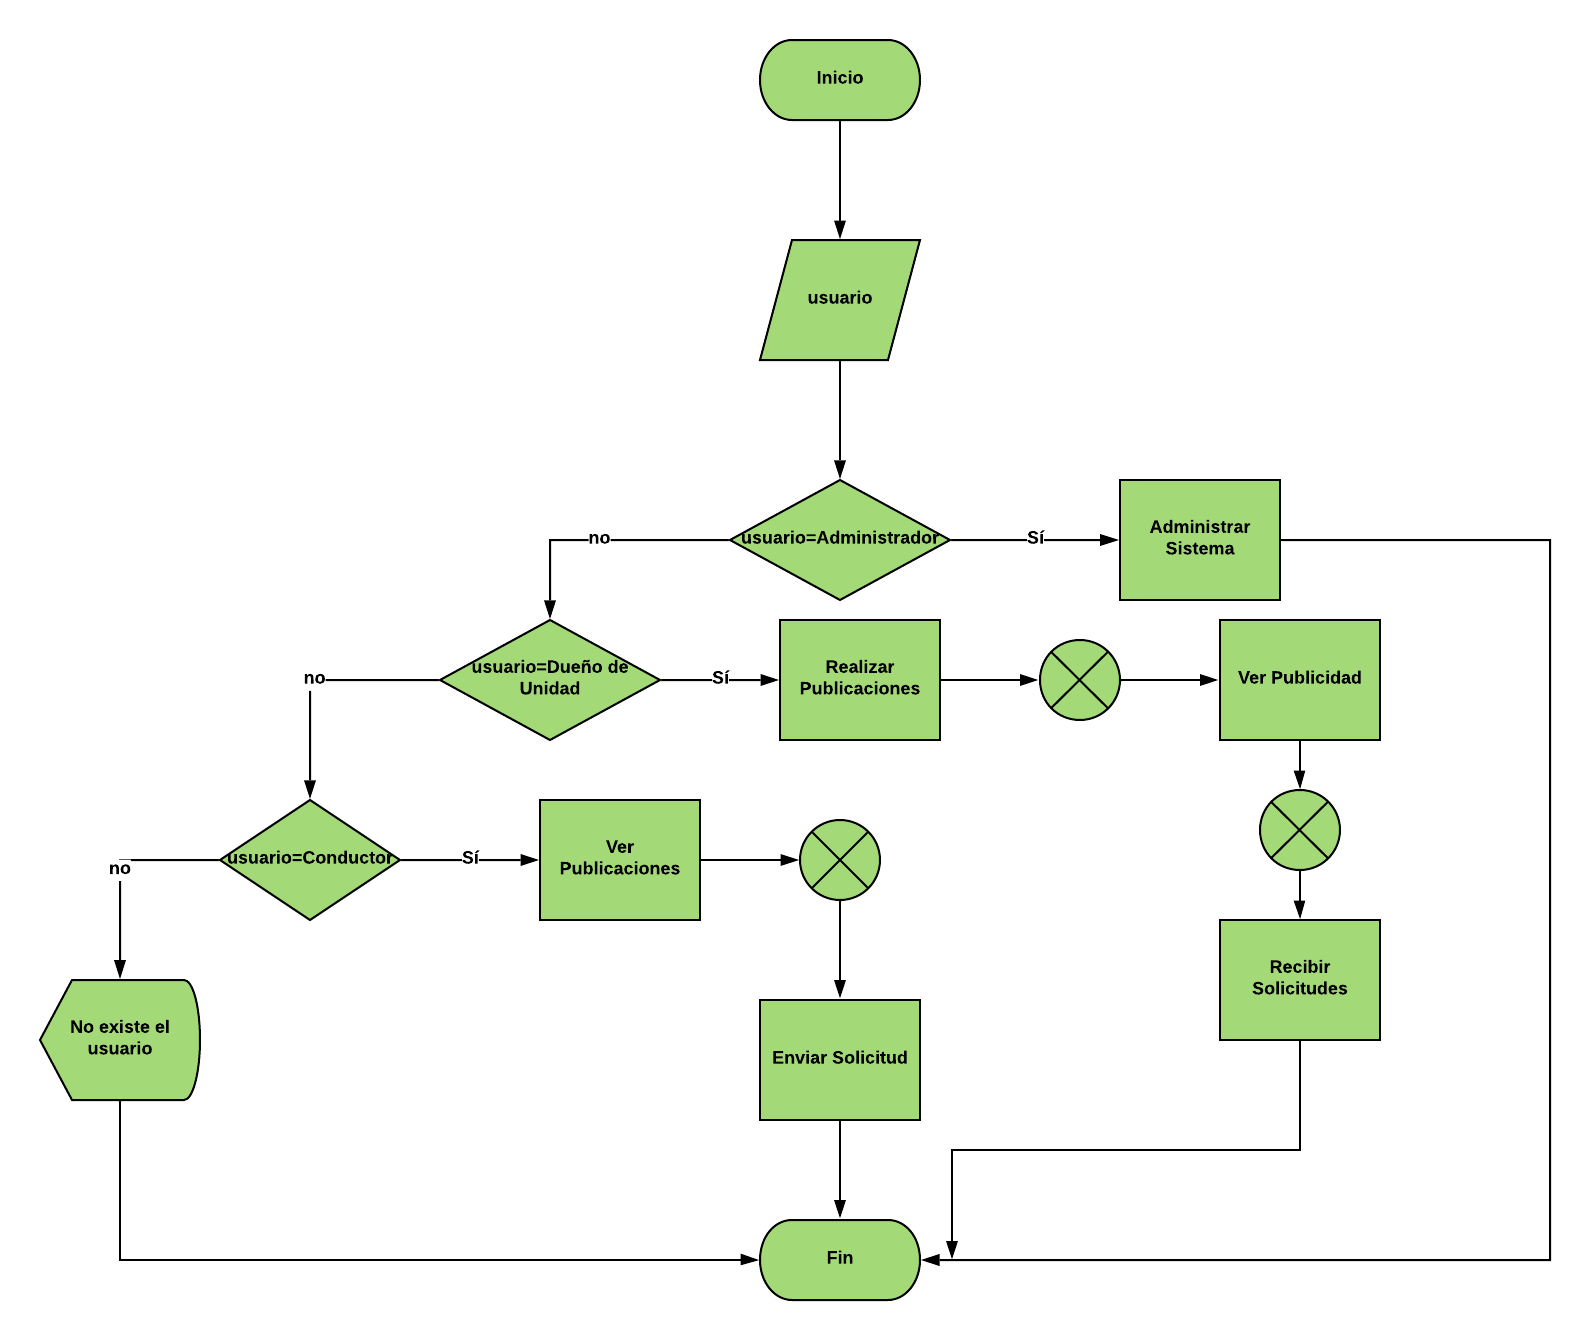 Inicio
usuario
usuario=Administrador
no
Sí
Administrar
Sistema
usuario=Dueño de
Unidad
no
Sí
Realizar
Publicaciones
Ver Publicidad
usuario=Conductor
no
Sí
Ver
Publicaciones
Recibir
Solicitudes
No existe el
usuario
Enviar Solicitud
Fin